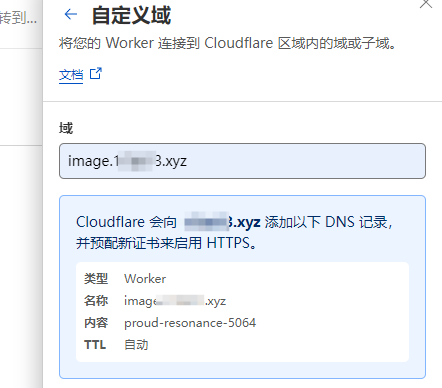 转到...
自定义域
将您的 Worker 连接到 Cloudflare 区域内的域或子域。
文档
域
image.1 3.xyz
Cloudflare 会向 3.xyz 添加以下 DNS 记录，
并预配新证书来启用 HTTPS。
类型 Worker
名称 image .xyz
内容 proud-resonance-5064
TTL 自动